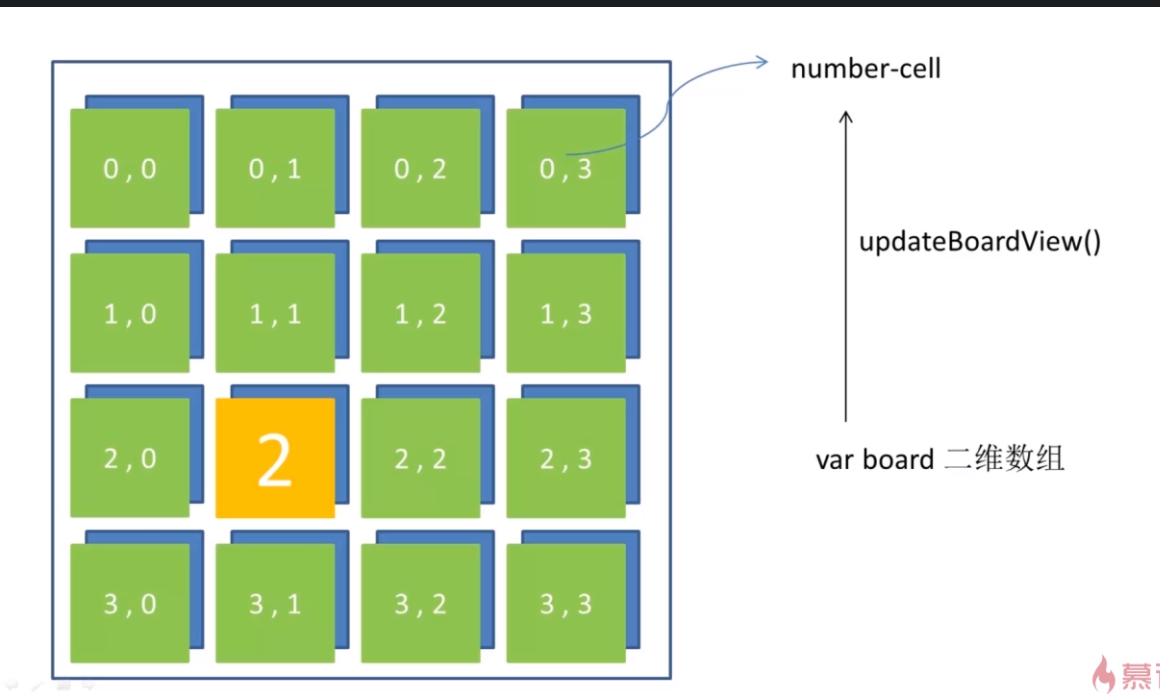 number-cell
0 , 0
0 , 1
0 , 2
0 , 3
updateBoardView()
1 , 0
1 , 1
1 , 2
1 , 3
2 , 0
2
2 , 2
2 , 3
var board 二维数组
3 , 0
3 , 1
3 , 2
3 , 3
慕